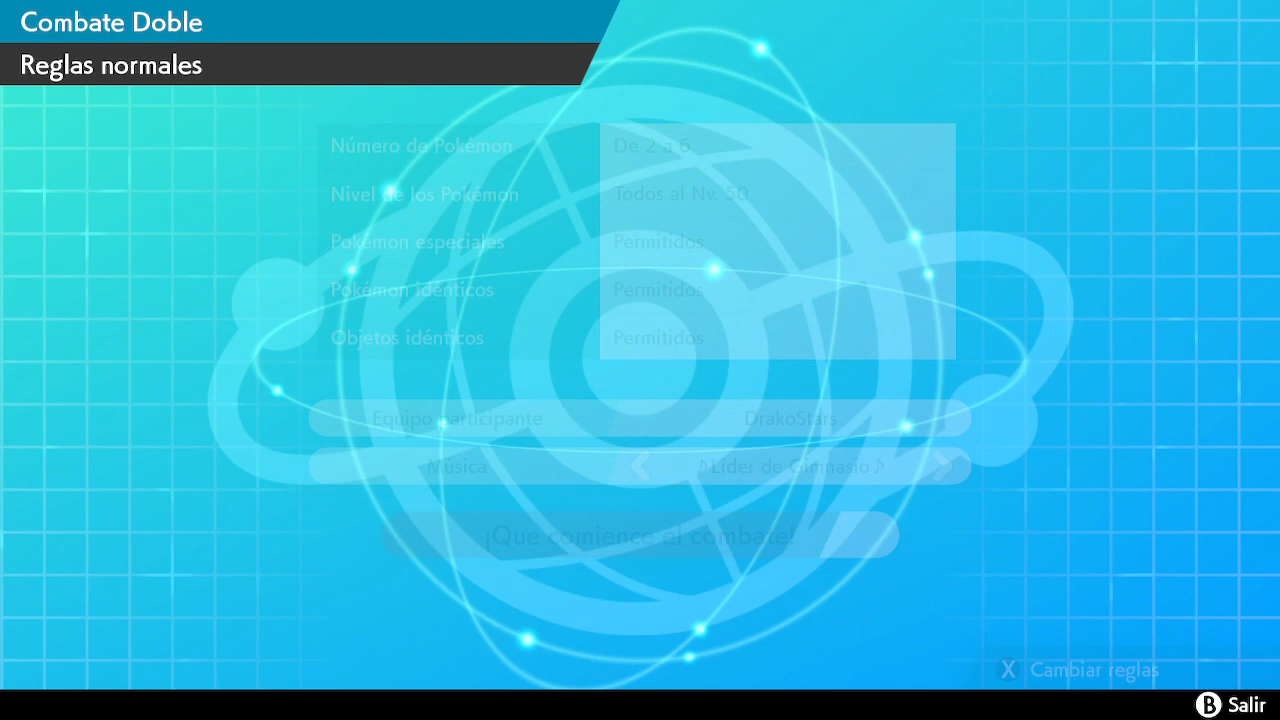 Combate Doble
Reglas normales
Número de Pokémon De 2 a 6
Nivel de los Pokémon Todos al Nv. 50
Pokémon especiales Permitidos
Pokémon idénticos Permitidos
Objetos idénticos Permitidos
Equipo participante DrakoStars
Música ♪Líder de Gimnasio♪
¡Que comience el combate!
X Cambiar reglas
B Salir